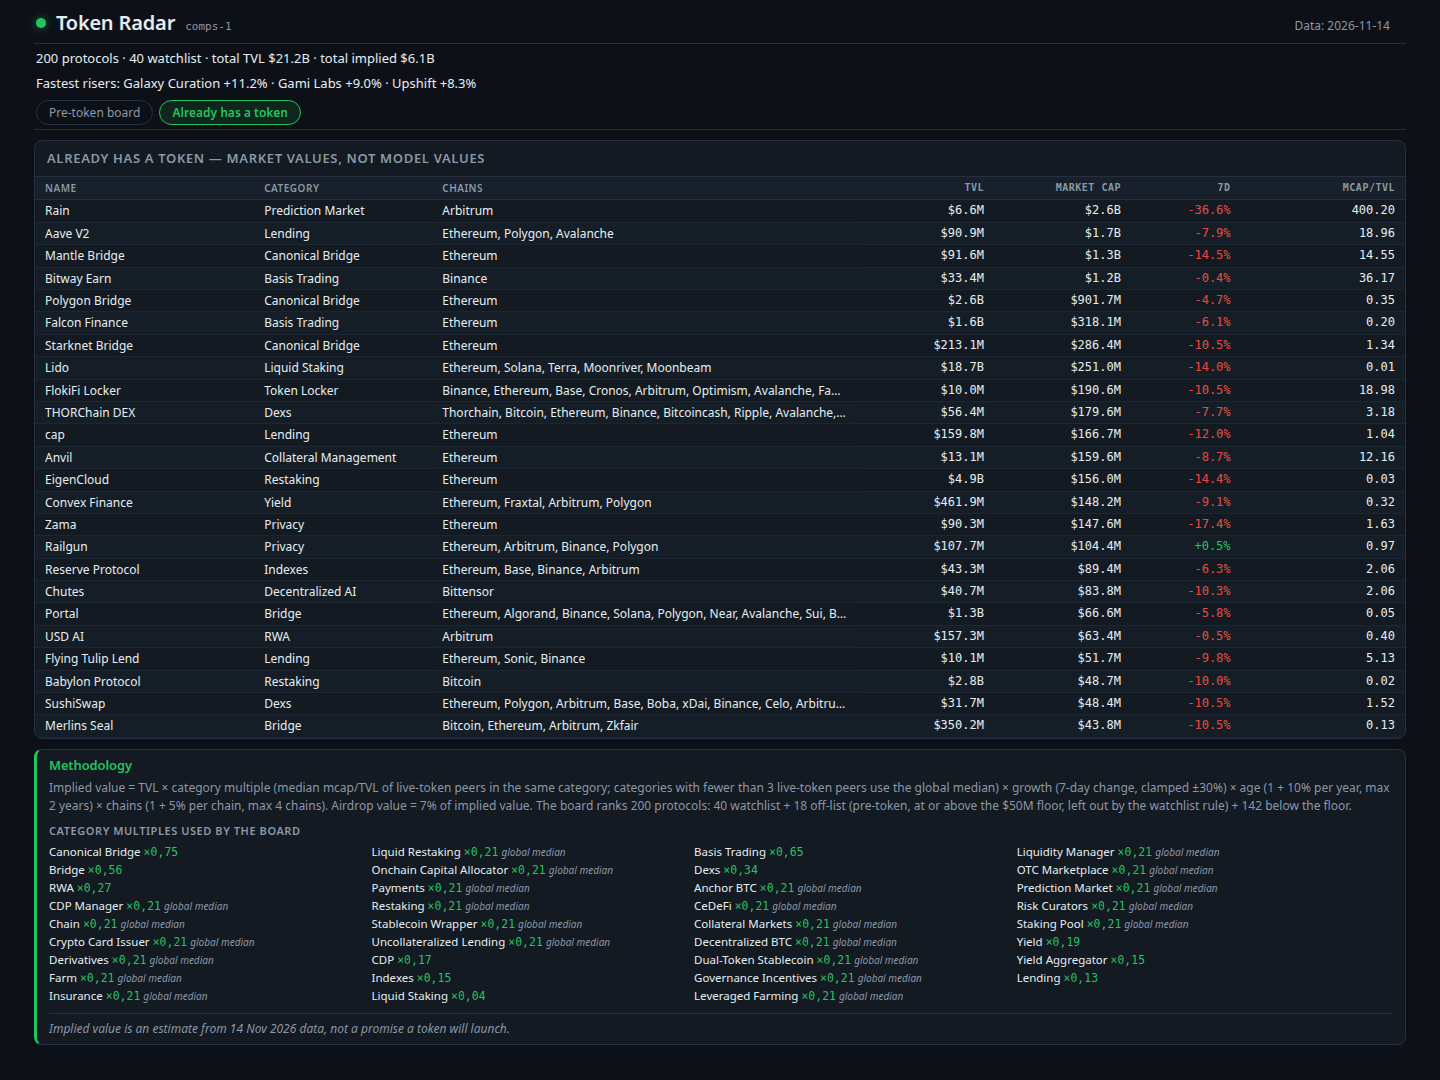 Token Radar comps-1
Data: 2026-11-14
200 protocols · 40 watchlist · total TVL $21.2B · total implied $6.1B
Fastest risers: Galaxy Curation +11.2% · Gami Labs +9.0% · Upshift +8.3%
Pre-token board Already has a token
ALREADY HAS A TOKEN — MARKET VALUES, NOT MODEL VALUES
NAME CATEGORY CHAINS TVL MARKET CAP 7D MCAP/TVL
Rain Prediction Market Arbitrum $6.6M $2.6B -36.6% 400.20
Aave V2 Lending Ethereum, Polygon, Avalanche $90.9M $1.7B -7.9% 18.96
Mantle Bridge Canonical Bridge Ethereum $91.6M $1.3B -14.5% 14.55
Bitway Earn Basis Trading Binance $33.4M $1.2B -0.4% 36.17
Polygon Bridge Canonical Bridge Ethereum $2.6B $901.7M -4.7% 0.35
Falcon Finance Basis Trading Ethereum $1.6B $318.1M -6.1% 0.20
Starknet Bridge Canonical Bridge Ethereum $213.1M $286.4M -10.5% 1.34
Lido Liquid Staking Ethereum, Solana, Terra, Moonriver, Moonbeam $18.7B $251.0M -14.0% 0.01
FlokiFi Locker Token Locker Binance, Ethereum, Base, Cronos, Arbitrum, Optimism, Avalanche, Fa... $10.0M $190.6M -10.5% 18.98
THORChain DEX Dexs Thorchain, Bitcoin, Ethereum, Binance, Bitcoincash, Ripple, Avalanche,... $56.4M $179.6M -7.7% 3.18
cap Lending Ethereum $159.8M $166.7M -12.0% 1.04
Anvil Collateral Management Ethereum $13.1M $159.6M -8.7% 12.16
EigenCloud Restaking Ethereum $4.9B $156.0M -14.4% 0.03
Convex Finance Yield Ethereum, Fraxtal, Arbitrum, Polygon $461.9M $148.2M -9.1% 0.32
Zama Privacy Ethereum $90.3M $147.6M -17.4% 1.63
Railgun Privacy Ethereum, Arbitrum, Binance, Polygon $107.7M $104.4M +0.5% 0.97
Reserve Protocol Indexes Ethereum, Base, Binance, Arbitrum $43.3M $89.4M -6.3% 2.06
Chutes Decentralized AI Bittensor $40.7M $83.8M -10.3% 2.06
Portal Bridge Ethereum, Algorand, Binance, Solana, Polygon, Near, Avalanche, Sui, B... $1.3B $66.6M -5.8% 0.05
USD AI RWA Arbitrum $157.3M $63.4M -0.5% 0.40
Flying Tulip Lend Lending Ethereum, Sonic, Binance $10.1M $51.7M -9.8% 5.13
Babylon Protocol Restaking Bitcoin $2.8B $48.7M -10.0% 0.02
SushiSwap Dexs Ethereum, Polygon, Arbitrum, Base, Boba, xDai, Binance, Celo, Arbitru... $31.7M $48.4M -10.5% 1.52
Merlins Seal Bridge Bitcoin, Ethereum, Arbitrum, Zkfair $350.2M $43.8M -10.5% 0.13
Methodology
Implied value = TVL × category multiple (median mcap/TVL of live-token peers in the same category; categories with fewer than 3 live-token peers use the global median) × growth (7-day change, clamped ±30%) × age (1 + 10% per year, max
2 years) × chains (1 + 5% per chain, max 4 chains). Airdrop value = 7% of implied value. The board ranks 200 protocols: 40 watchlist + 18 off-list (pre-token, at or above the $50M floor, left out by the watchlist rule) + 142 below the floor.
CATEGORY MULTIPLES USED BY THE BOARD
Canonical Bridge ×0,75 Liquid Restaking ×0,21 global median Basis Trading ×0,65 Liquidity Manager ×0,21 global median
Bridge ×0,56 Onchain Capital Allocator ×0,21 global median Dexs ×0,34 OTC Marketplace ×0,21 global median
RWA ×0,27 Payments ×0,21 global median Anchor BTC ×0,21 global median Prediction Market ×0,21 global median
CDP Manager ×0,21 global median Restaking ×0,21 global median CeDeFi ×0,21 global median Risk Curators ×0,21 global median
Chain ×0,21 global median Stablecoin Wrapper ×0,21 global median Collateral Markets ×0,21 global median Staking Pool ×0,21 global median
Crypto Card Issuer ×0,21 global median Uncollateralized Lending ×0,21 global median Decentralized BTC ×0,21 global median Yield ×0,19
Derivatives ×0,21 global median CDP ×0,17 Dual-Token Stablecoin ×0,21 global median Yield Aggregator ×0,15
Farm ×0,21 global median Indexes ×0,15 Governance Incentives ×0,21 global median Lending ×0,13
Insurance ×0,21 global median Liquid Staking ×0,04 Leveraged Farming ×0,21 global median
Implied value is an estimate from 14 Nov 2026 data, not a promise a token will launch.